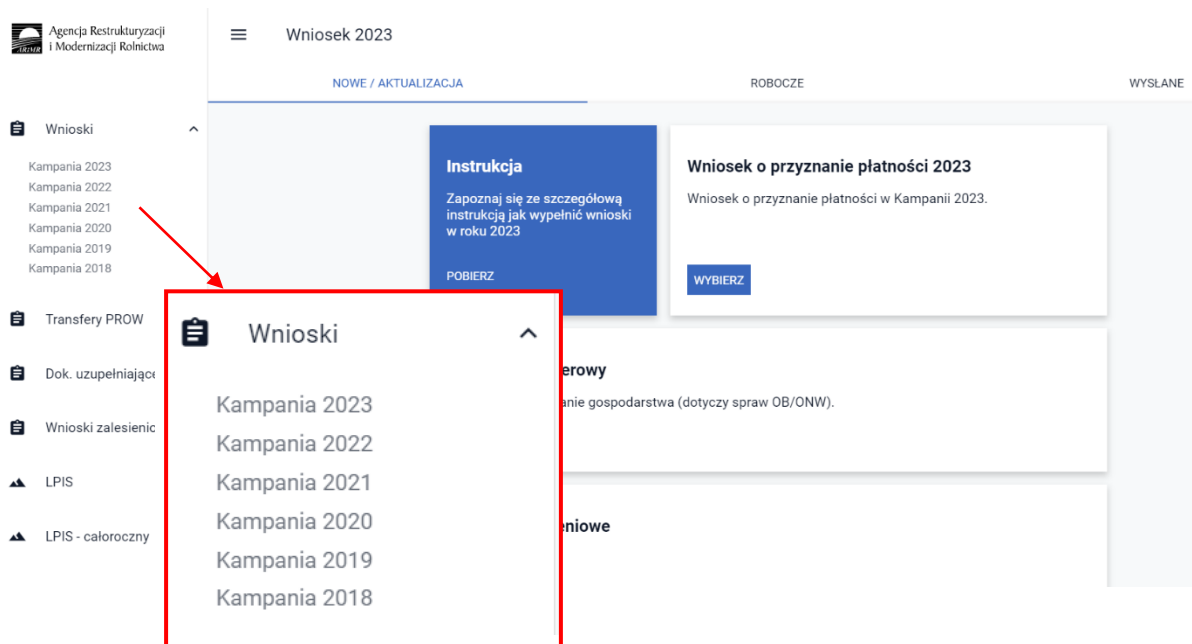 Agencja Restrukturyzacji
i Modernizacji Rolnictwa
ARiMR
Wniosek 2023
NOWE / AKTUALIZACJA
ROBOCZE
WYSŁANE
Wnioski
Kampania 2023
Kampania 2022
Kampania 2021
Kampania 2020
Kampania 2019
Kampania 2018
Transfery PROW
Dok. uzupełniające
Wnioski zalesienic
LPIS
LPIS - całoroczny
Instrukcja
Zapoznaj się ze szczegółową
instrukcją jak wypełnić wnioski
w roku 2023
POBIERZ
Wniosek o przyznanie płatności 2023
Wniosek o przyznanie płatności w Kampanii 2023.
WYBIERZ
erowy
anie gospodarstwa (dotyczy spraw OB/ONW).
eniowe
Wnioski
Kampania 2023
Kampania 2022
Kampania 2021
Kampania 2020
Kampania 2019
Kampania 2018